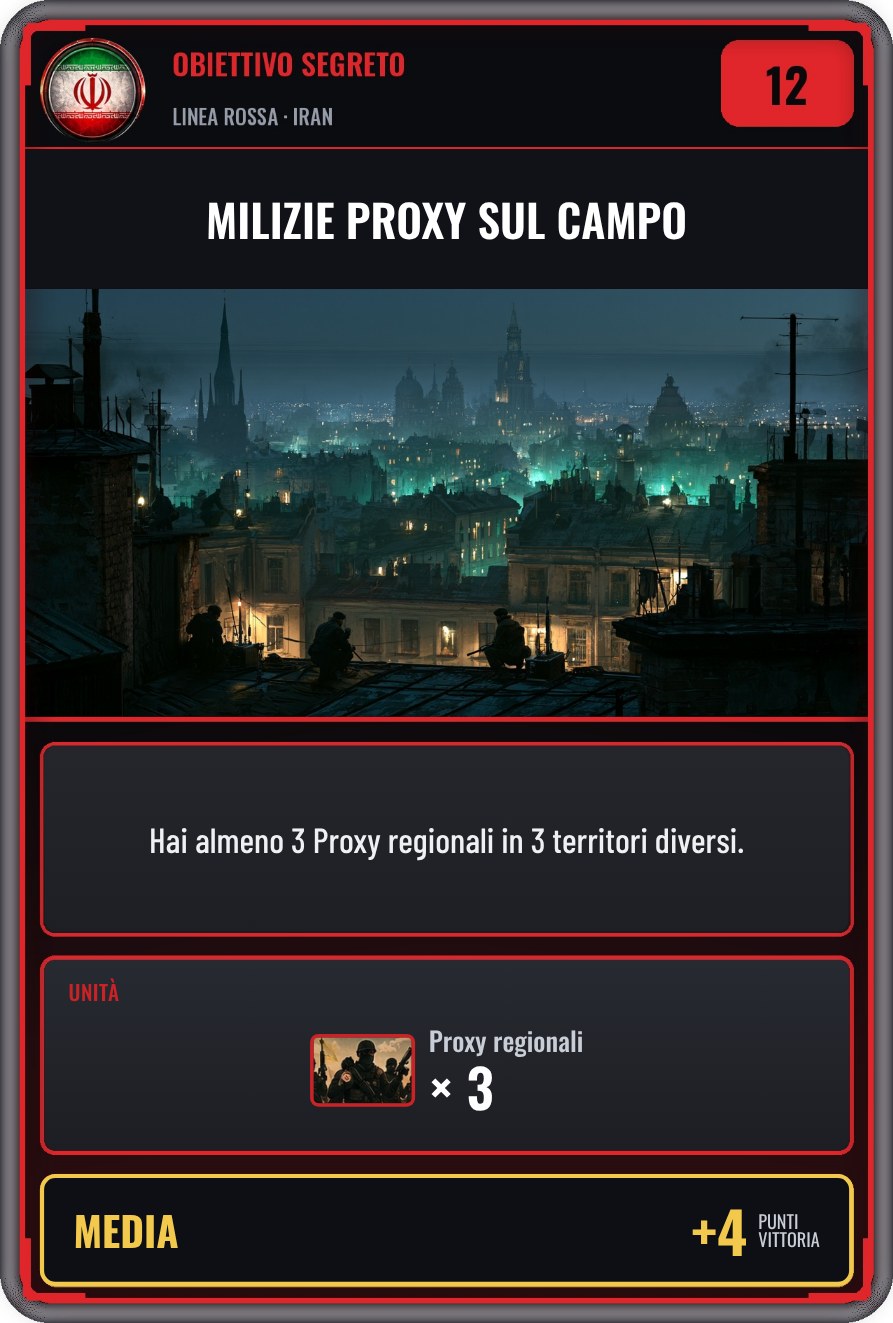 OBIETTIVO SEGRETO
LINEA ROSSA · IRAN
12
MILIZIE PROXY SUL CAMPO
Hai almeno 3 Proxy regionali in 3 territori diversi.
UNITÀ
Proxy regionali
× 3
MEDIA
+4 PUNTI
VITTORIA